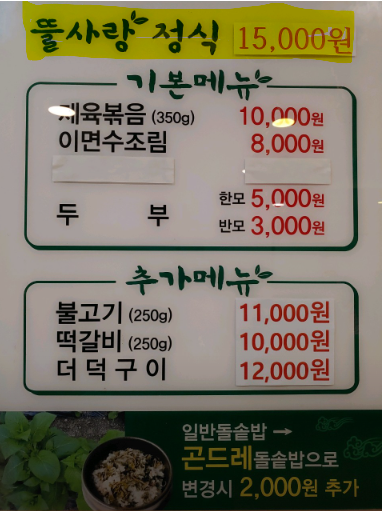 뜰사랑 정식 15,000원
기본메뉴
제육볶음 (350g) 10,000원
이면수조림 8,000원
두 부 한모 5,000원
반모 3,000원
추가메뉴
불고기 (250g) 11,000원
떡갈비 (250g) 10,000원
더덕구이 12,000원
일반돌솥밥 →
곤드레돌솥밥으로
변경시 2,000원 추가